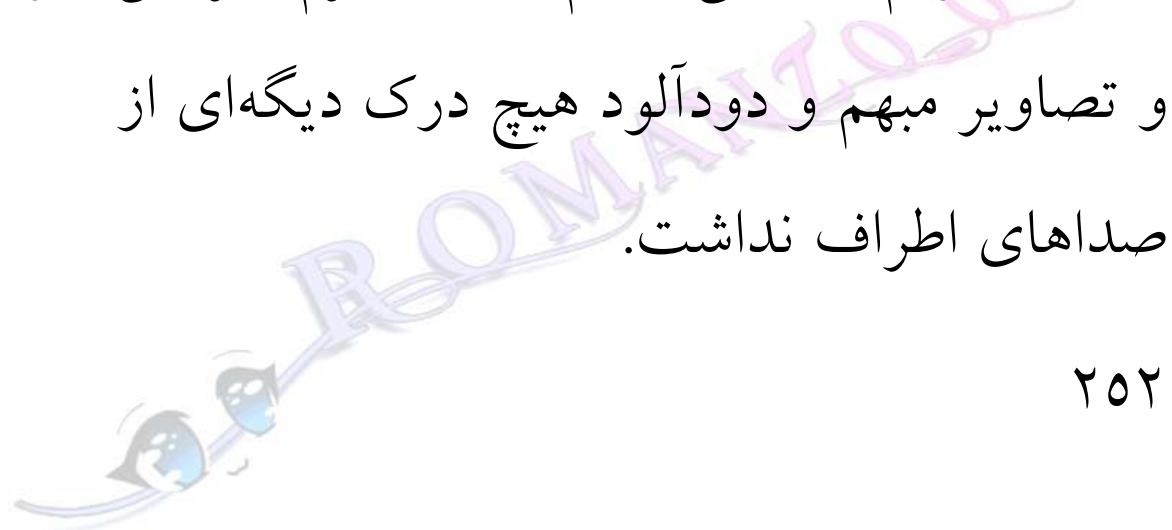 و تصاویر مبهم و دودآلود هیچ درک دیگه‌ای از
صداهای اطراف نداشت.
۲۵۲